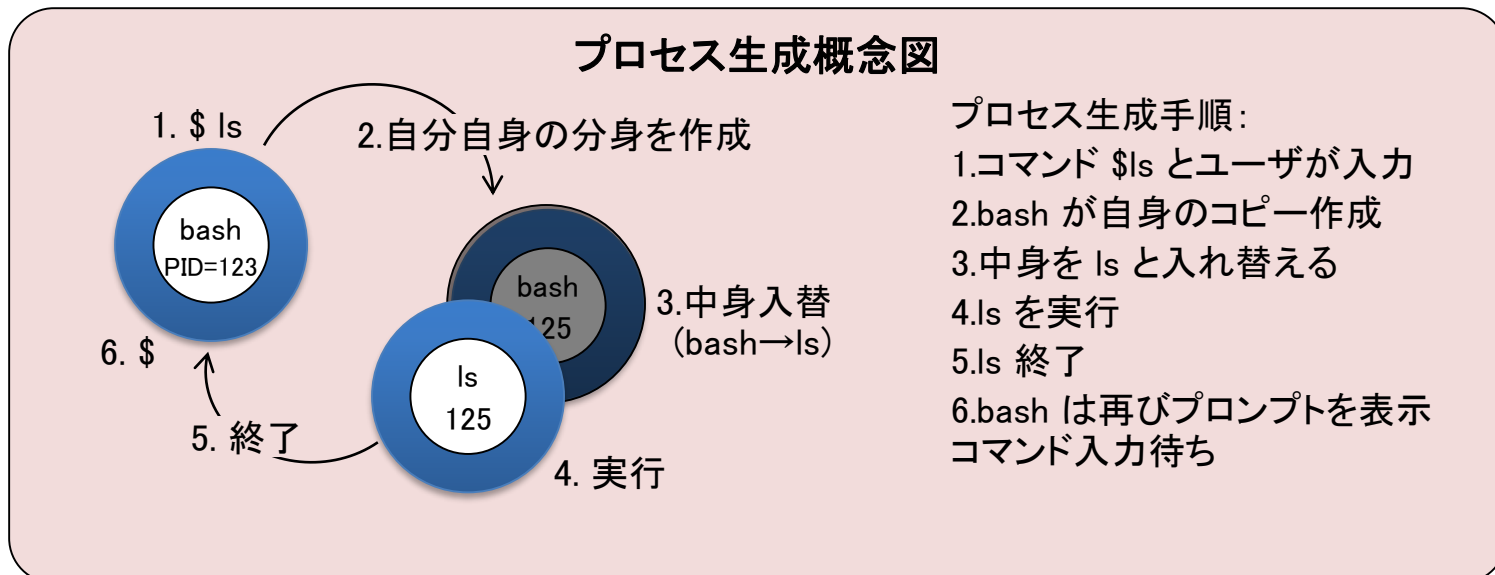 プロセス生成概念図
1. $ ls
2.自分自身の分身を作成
bash
PID=123
bash
125
3.中身入替
(bash→ls)
6. $
ls
125
5. 終了
4. 実行
プロセス生成手順:
1.コマンド $ls とユーザが入力
2.bash が自身のコピー作成
3.中身を ls と入れ替える
4.ls を実行
5.ls 終了
6.bash は再びプロンプトを表示
コマンド入力待ち